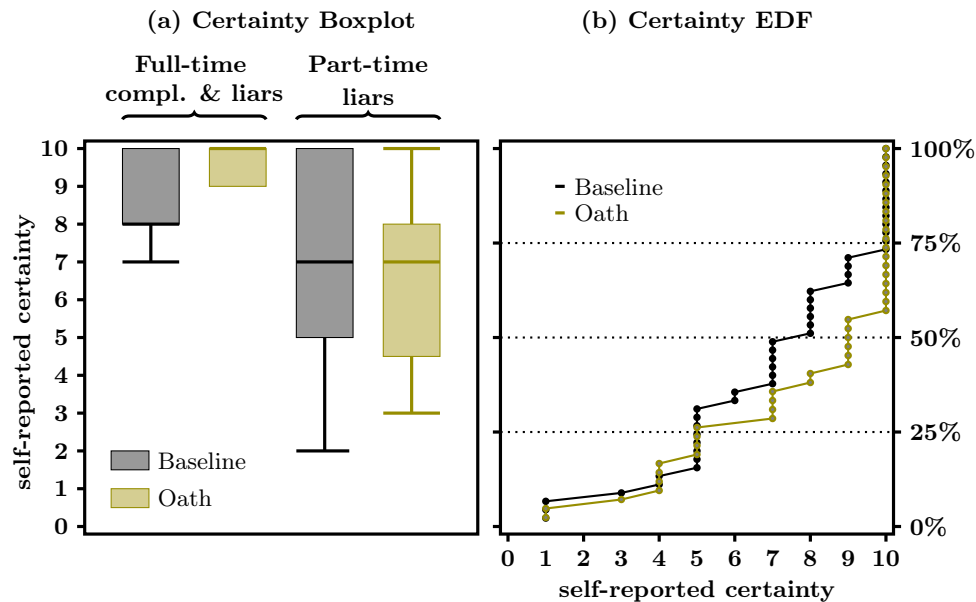 (a) Certainty Boxplot
(b) Certainty EDF
Full-time
compl. & liars
Part-time
liars
self-reported certainty
10
9
8
7
6
5
4
3
2
1
0
Baseline
Oath
Baseline
Oath
100%
75%
50%
25%
0%
0 1 2 3 4 5 6 7 8 9 10
self-reported certainty